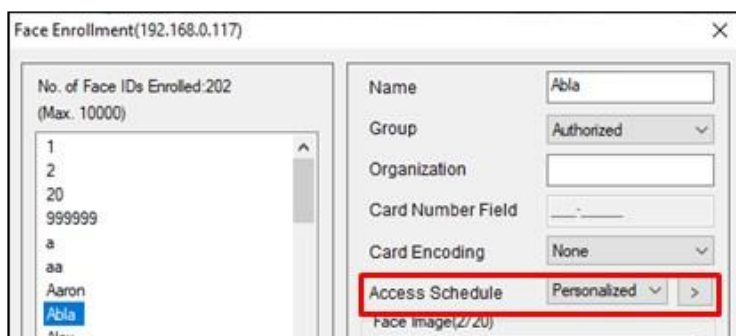 Face Enrollment(192.168.0.117)
No. of Face IDs Enrolled:202
(Max. 10000)
1
2
20
999999
a
aa
Aaron
Abla
Name
Abla
Group
Authorized
Organization
Card Number Field
___-_____
Card Encoding
None
Access Schedule
Personalized
>
Face Image(2/20)